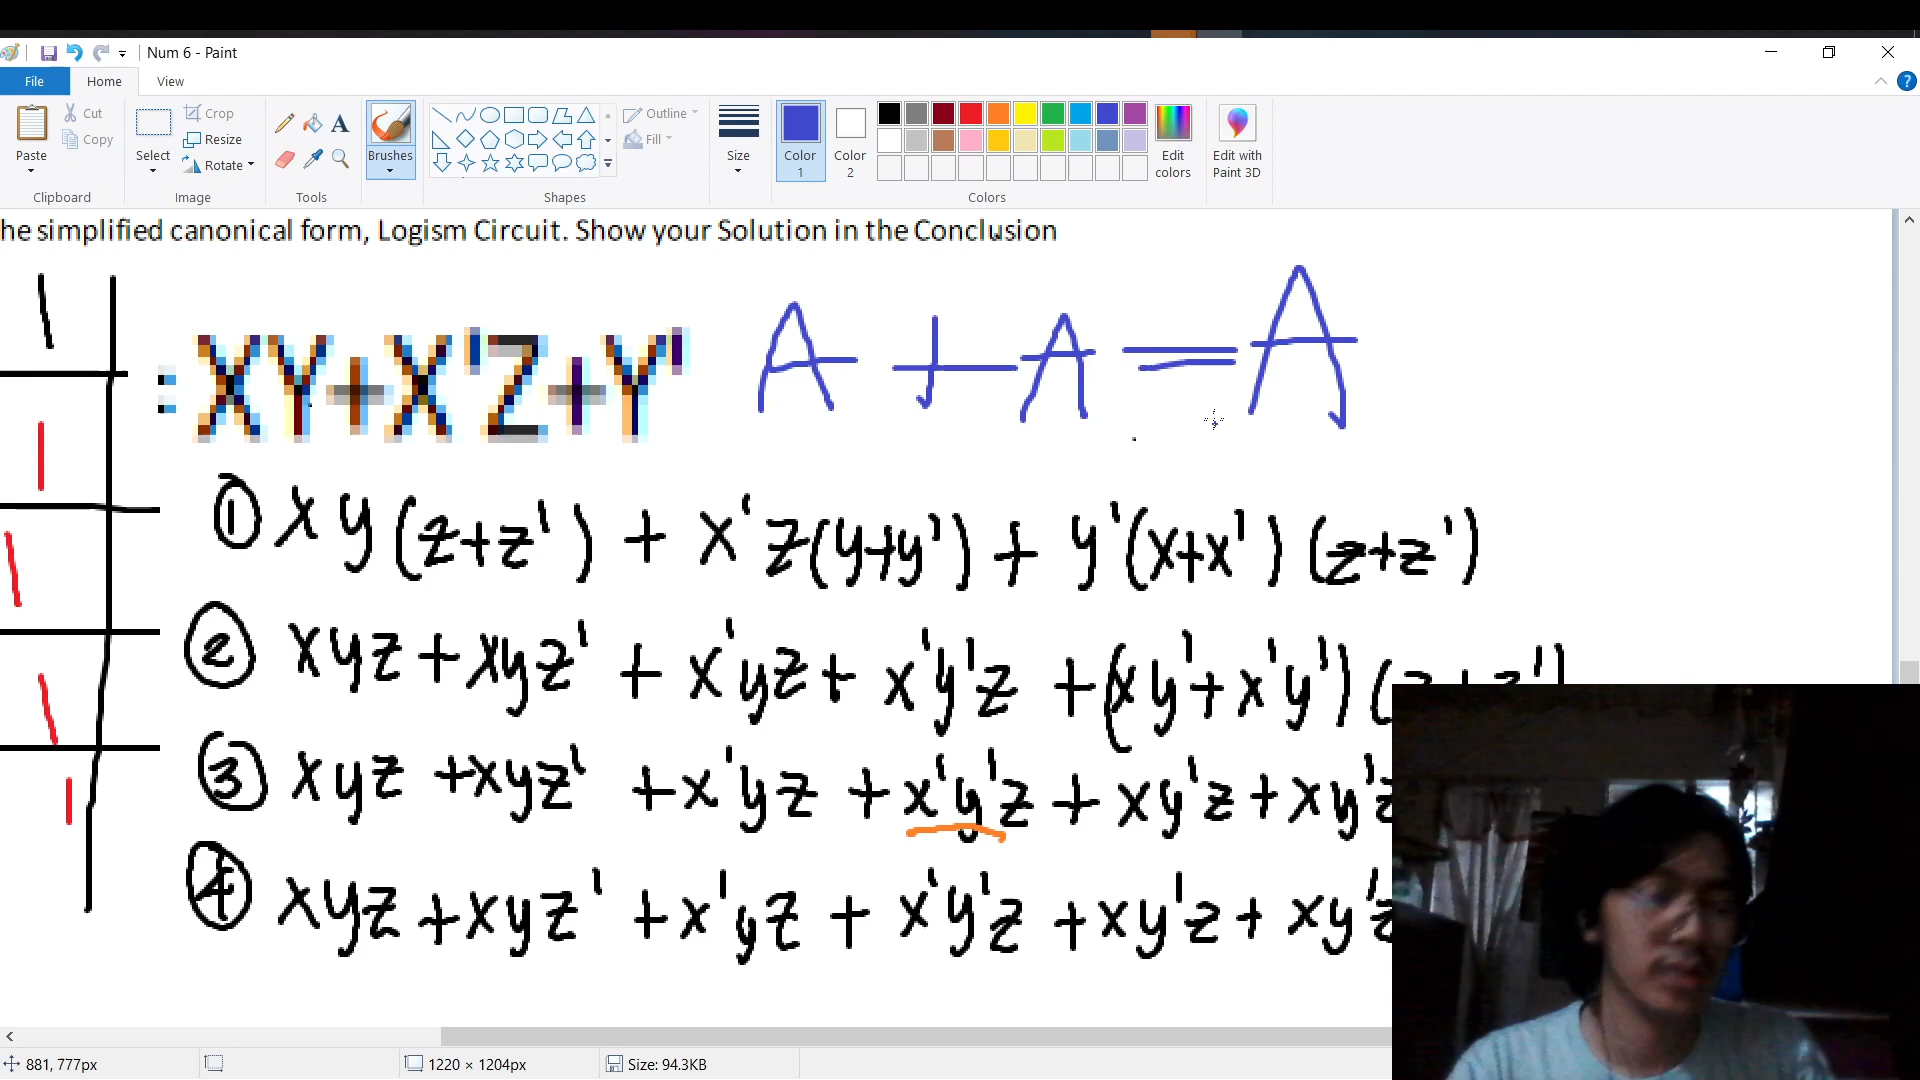 Num 6 - Paint
File Home View
Paste Cut Copy Clipboard
Select Crop Resize Rotate Image
Tools
Brushes
Shapes
Outline Fill
Size
Color 1 Color 2
Edit colors
Edit with Paint 3D
Colors
he simplified canonical form, Logism Circuit. Show your Solution in the Conclusion
: XY+X'Z+Y'
A + A = A
① xy(z+z') + x'z(y+y') + y'(x+x')(z+z')
② xyz+xyz' + x'yz+ x'y'z +(xy'+x'y')(z+z')
③ xyz +xyz' +x'yz +x'y'z + xy'z+xy'z
④ xyz+xyz' +x'yz + x'y'z +xy'z+ xy'z
881, 777px 1220 × 1204px Size: 94.3KB